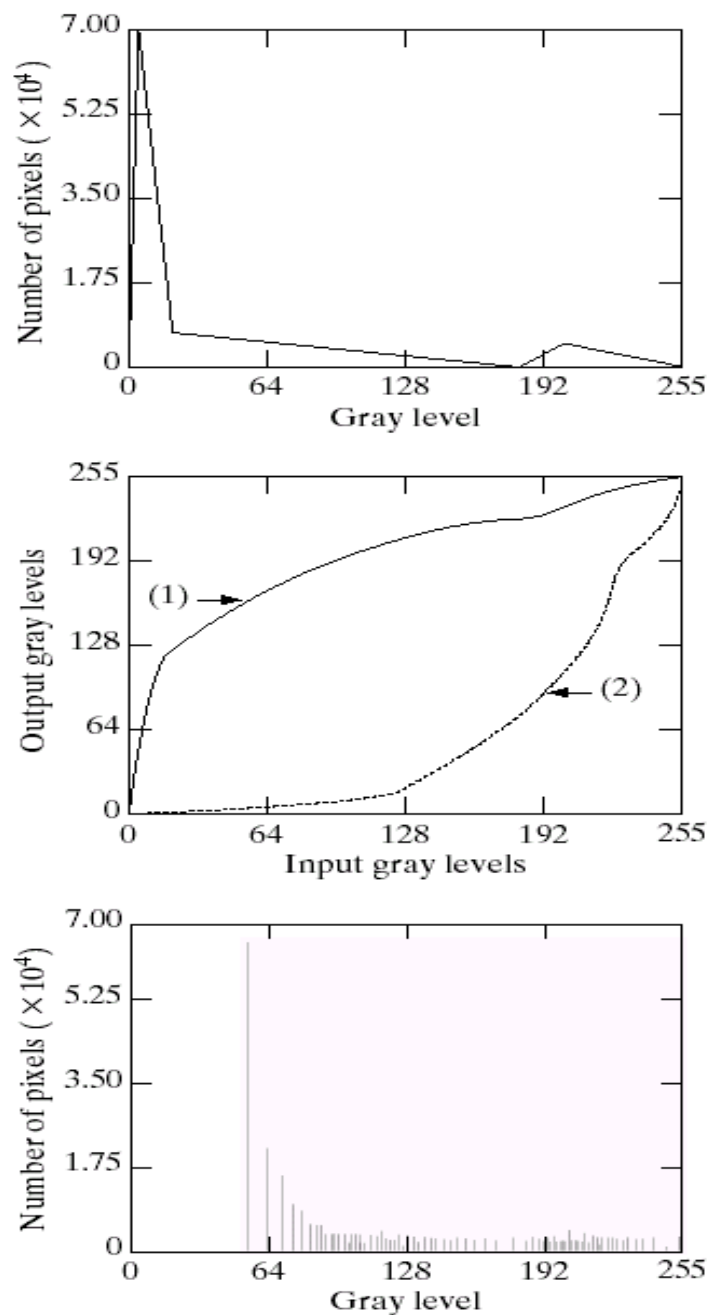 7.00
5.25
3.50
1.75
0
Number of pixels (×10⁴)
0 64 128 192 255
Gray level
255
192
128
64
0
Output gray levels
(1)
(2)
0 64 128 192 255
Input gray levels
7.00
5.25
3.50
1.75
0
Number of pixels (×10⁴)
0 64 128 192 255
Gray level